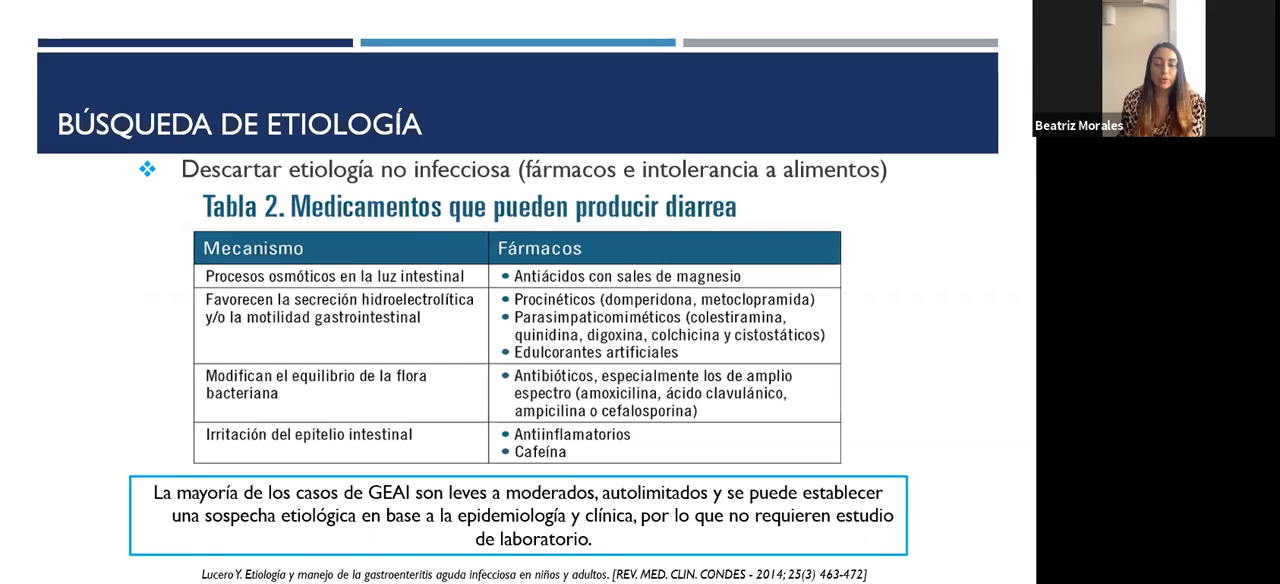 BÚSQUEDA DE ETIOLOGÍA
Descartar etiología no infecciosa (fármacos e intolerancia a alimentos)
Tabla 2. Medicamentos que pueden producir diarrea
Mecanismo
Fármacos
Procesos osmóticos en la luz intestinal
• Antiácidos con sales de magnesio
Favorecen la secreción hidroelectrolítica
y/o la motilidad gastrointestinal
• Procinéticos (domperidona, metoclopramida)
• Parasimpaticomiméticos (colestiramina,
quinidina, digoxina, colchicina y cistostáticos)
• Edulcorantes artificiales
Modifican el equilibrio de la flora
bacteriana
• Antibióticos, especialmente los de amplio
espectro (amoxicilina, ácido clavulánico,
ampicilina o cefalosporina)
Irritación del epitelio intestinal
• Antiinflamatorios
• Cafeína
La mayoría de los casos de GEAI son leves a moderados, autolimitados y se puede establecer
una sospecha etiológica en base a la epidemiología y clínica, por lo que no requieren estudio
de laboratorio.
Lucero Y. Etiología y manejo de la gastroenteritis aguda infecciosa en niños y adultos. [REV. MED. CLIN. CONDES - 2014; 25(3) 463-472]
Beatriz Morales